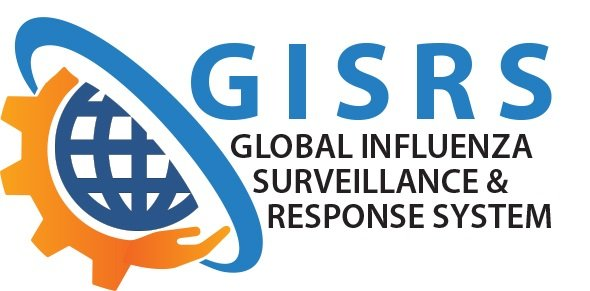 GISRS
GLOBAL INFLUENZA
SURVEILLANCE &
RESPONSE SYSTEM